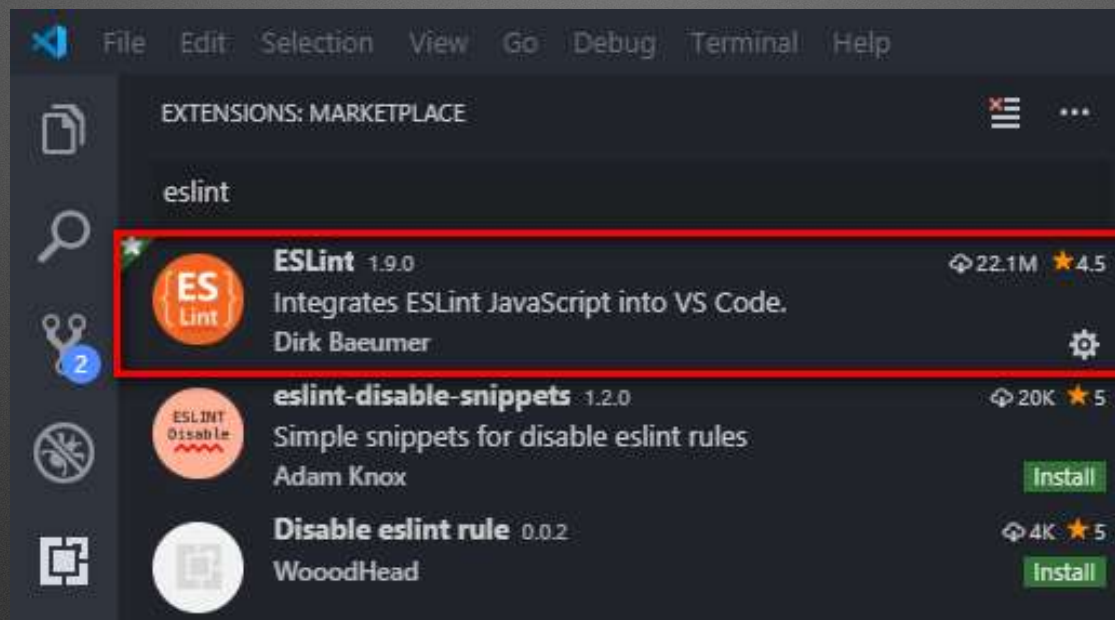 File Edit Selection View Go Debug Terminal Help
EXTENSIONS: MARKETPLACE
eslint
ESLint 1.9.0 22.1M 4.5
{ES
Lint}
Integrates ESLint JavaScript into VS Code.
Dirk Baeumer
2
eslint-disable-snippets 1.2.0 20K 5
ESLINT
Disable
Simple snippets for disable eslint rules
Adam Knox Install
Disable eslint rule 0.0.2 4K 5
WooodHead Install